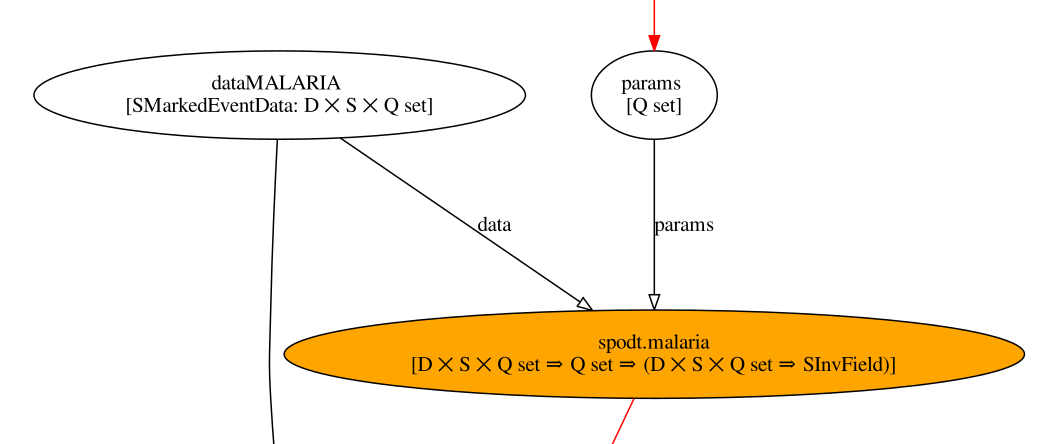 dataMALARIA
[SMarkedEventData: D ✕ S ✕ Q set]
params
[Q set]
data
params
spodt.malaria
[D ✕ S ✕ Q set ⇒ Q set ⇒ (D ✕ S ✕ Q set ⇒ SInvField)]